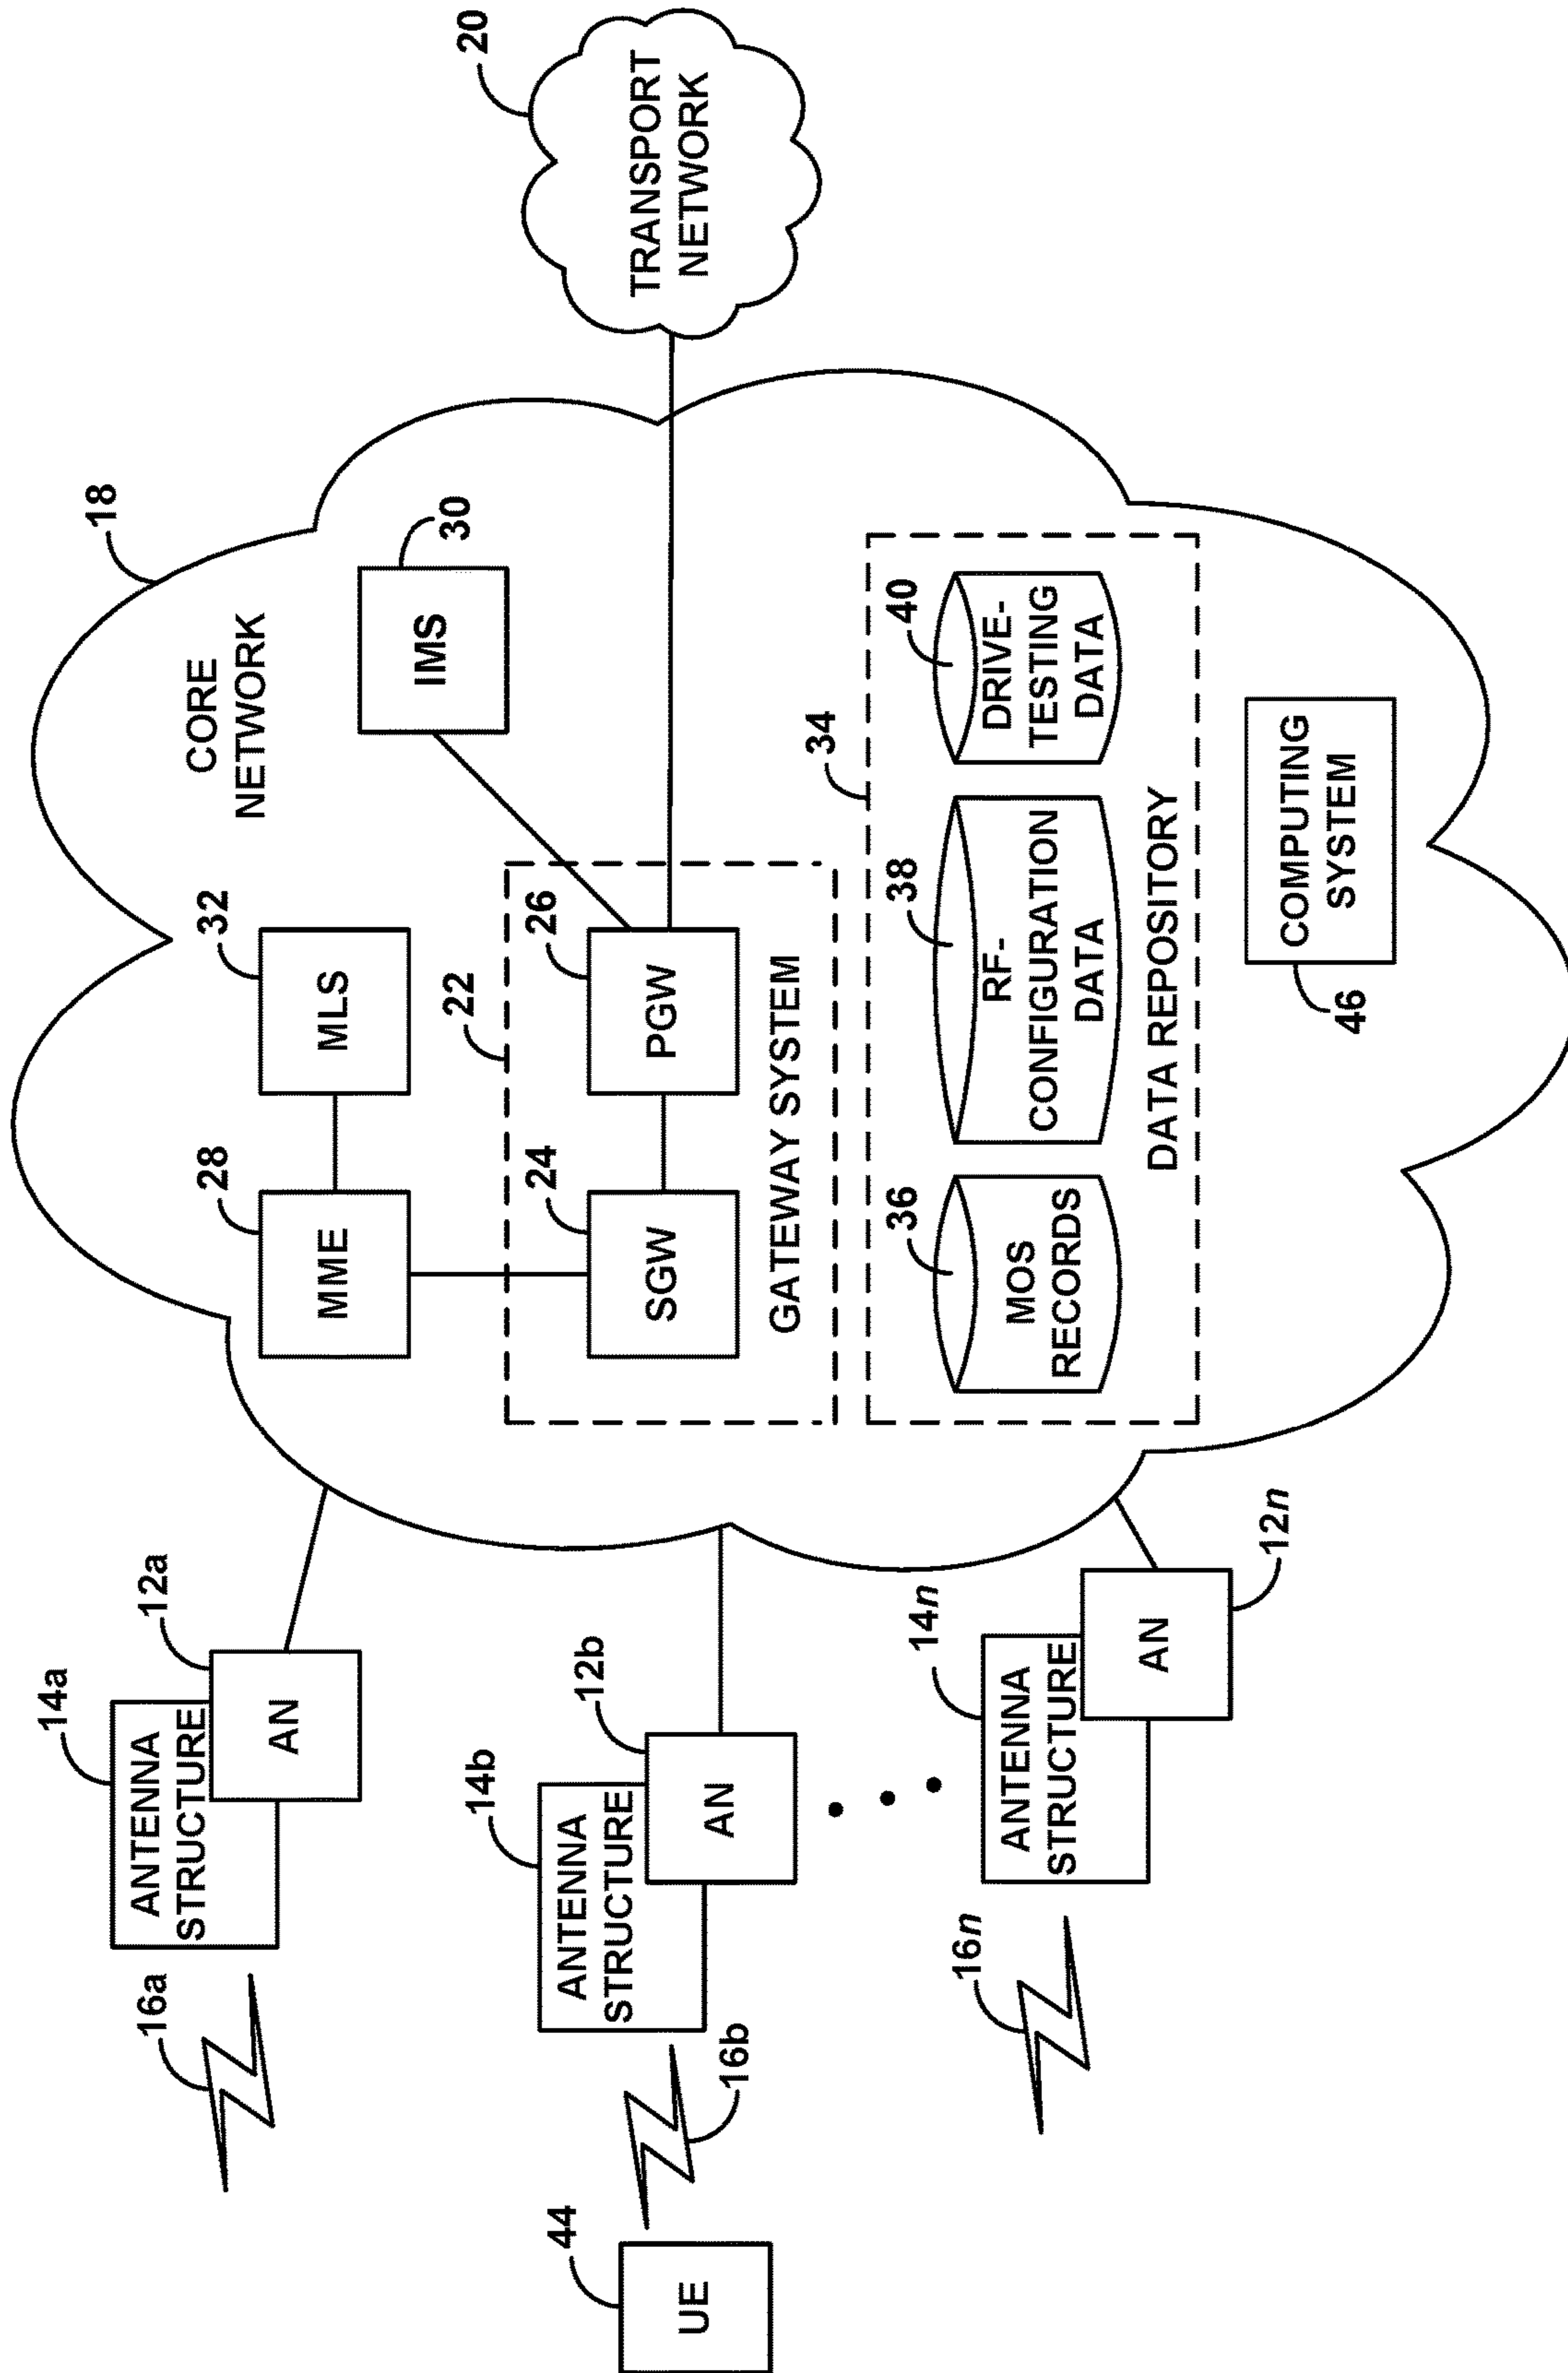 14a
ANTENNA
STRUCTURE
12a
AN
16a
44
UE
14b
ANTENNA
STRUCTURE
12b
AN
16b
14n
ANTENNA
STRUCTURE
12n
AN
16n
18
CORE
NETWORK
28
MME
32
MLS
30
IMS
22
24
SGW
26
PGW
GATEWAY SYSTEM
34
36
MOS
RECORDS
38
RF-
CONFIGURATION
DATA
40
DRIVE-
TESTING
DATA
DATA REPOSITORY
46
COMPUTING
SYSTEM
20
TRANSPORT
NETWORK